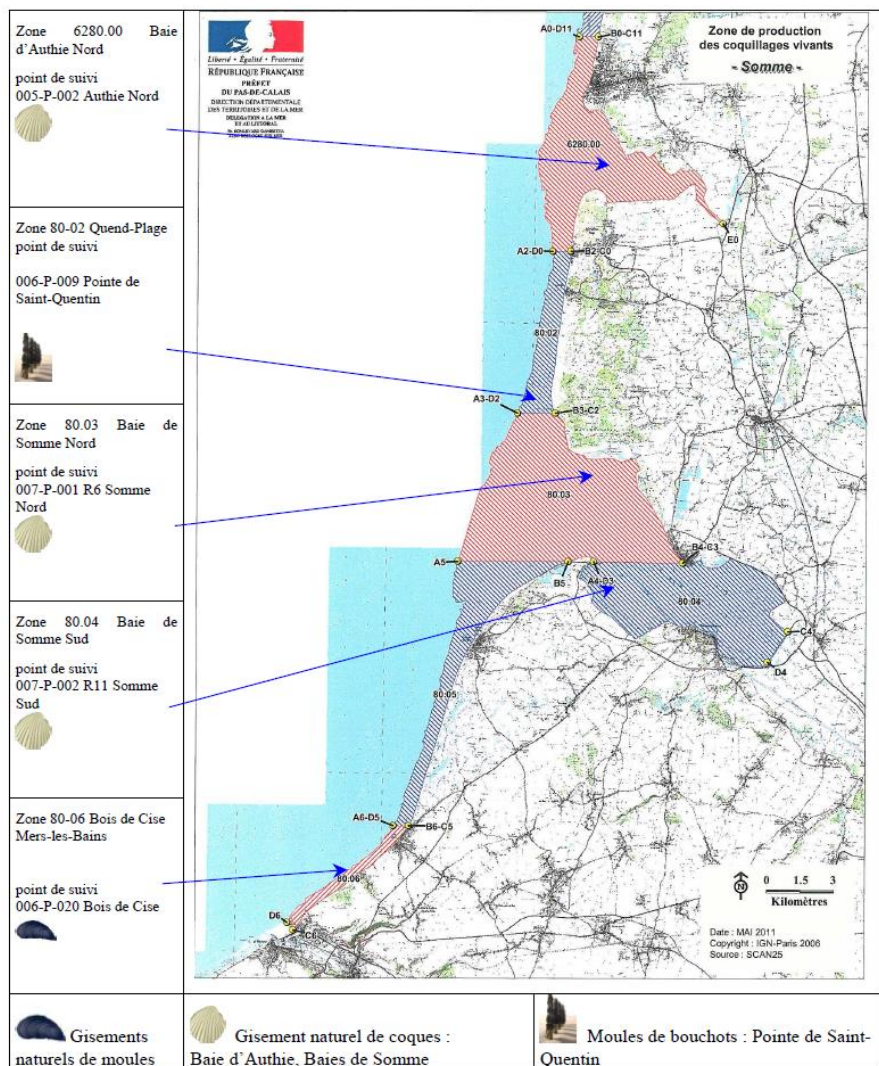 Zone 6280.00 Baie
d'Authie Nord
point de suivi
005-P-002 Authie Nord
Zone 80-02 Quend-Plage
point de suivi
006-P-009 Pointe de
Saint-Quentin
Zone 80.03 Baie de
Somme Nord
point de suivi
007-P-001 R6 Somme
Nord
Zone 80.04 Baie de
Somme Sud
point de suivi
007-P-002 R11 Somme
Sud
Zone 80-06 Bois de Cise
Mers-les-Bains
point de suivi
006-P-020 Bois de Cise
Liberté • Égalité • Fraternité
RÉPUBLIQUE FRANÇAISE
PRÉFET
DU PAS-DE-CALAIS
DIRECTION DÉPARTEMENTALE
DES TERRITOIRES ET DE LA MER
DÉLÉGATION A LA MER
ET AU LITTORAL
Zone de production
des coquillages vivants
- Somme -
A0-D11
B0-C11
6280.00
E0
A2-D0
B2-C0
80.02
A3-D2
B3-C2
80.03
B4-C3
A5
B5
A4-D3
80.04
C4
D4
80.05
A6-D5
B6-C5
80.06
D6
C6
N
0 1.5 3
Kilomètres
Date : MAI 2011
Copyright : IGN-Paris 2006
Source : SCAN25
Gisements
naturels de moules
Gisement naturel de coques :
Baie d'Authie, Baies de Somme
Moules de bouchots : Pointe de Saint-
Quentin